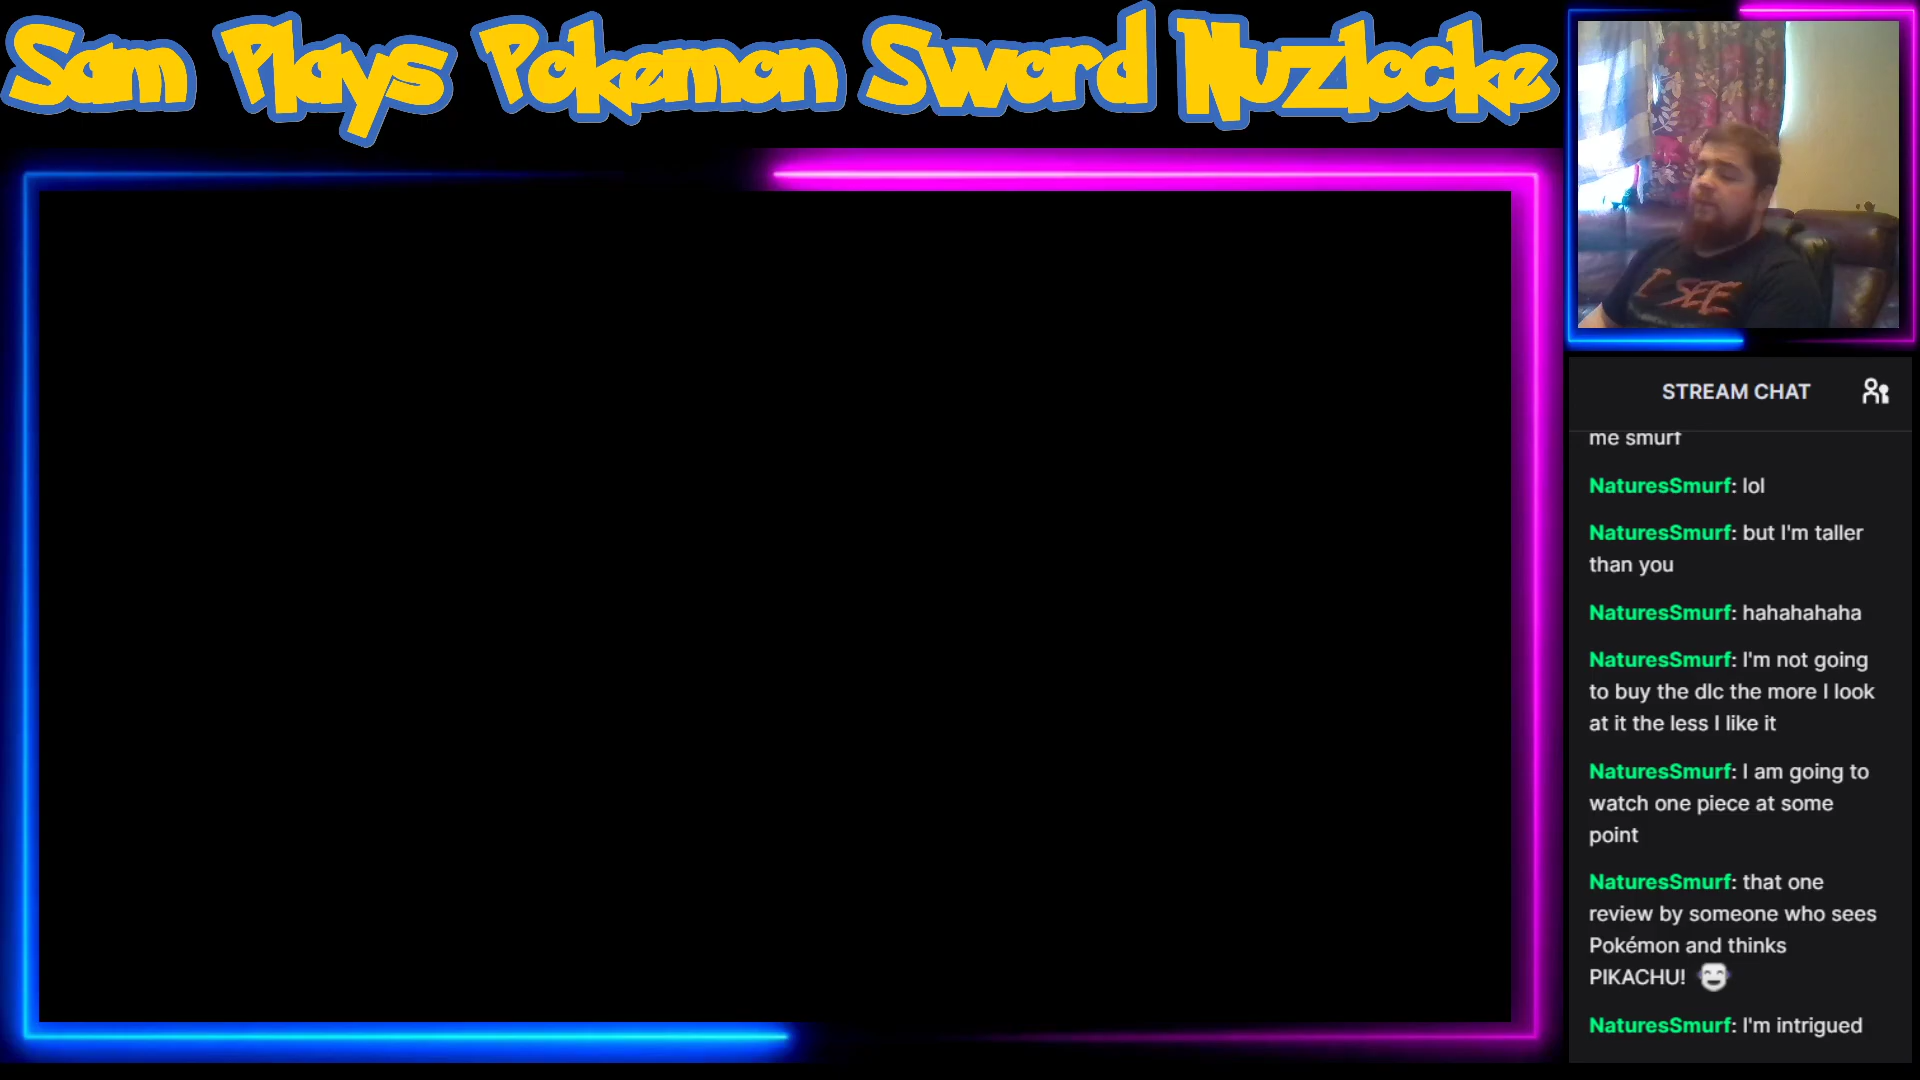 Sam Plays Pokemon Sword Nuzlocke
I SEE
STREAM CHAT
me smurf
NaturesSmurf: lol
NaturesSmurf: but I'm taller
than you
NaturesSmurf: hahahahaha
NaturesSmurf: I'm not going
to buy the dlc the more I look
at it the less I like it
NaturesSmurf: I am going to
watch one piece at some
point
NaturesSmurf: that one
review by someone who sees
Pokémon and thinks
PIKACHU!
NaturesSmurf: I'm intrigued